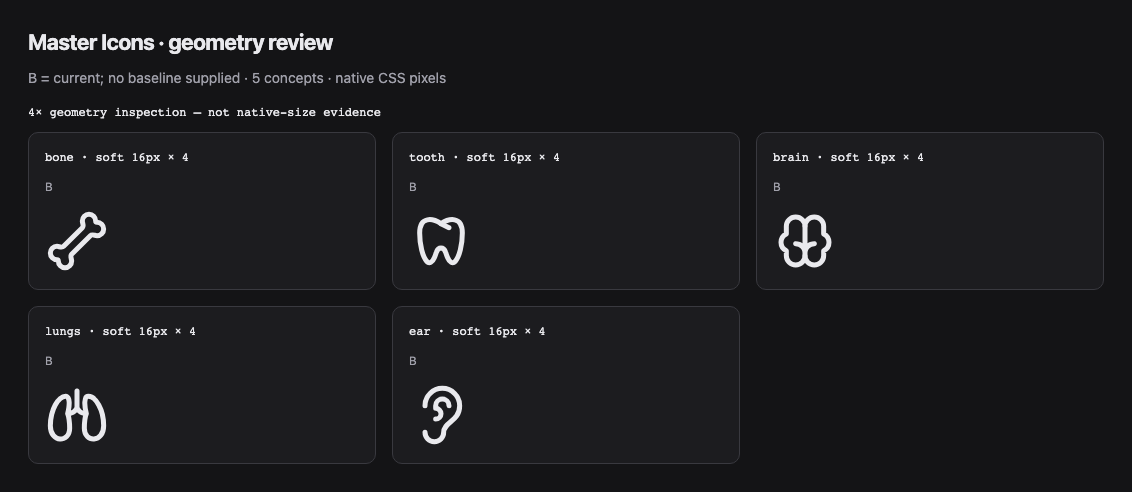 Master Icons · geometry review
B = current; no baseline supplied · 5 concepts · native CSS pixels
4× geometry inspection — not native-size evidence
bone · soft 16px × 4
B
tooth · soft 16px × 4
B
brain · soft 16px × 4
B
lungs · soft 16px × 4
B
ear · soft 16px × 4
B